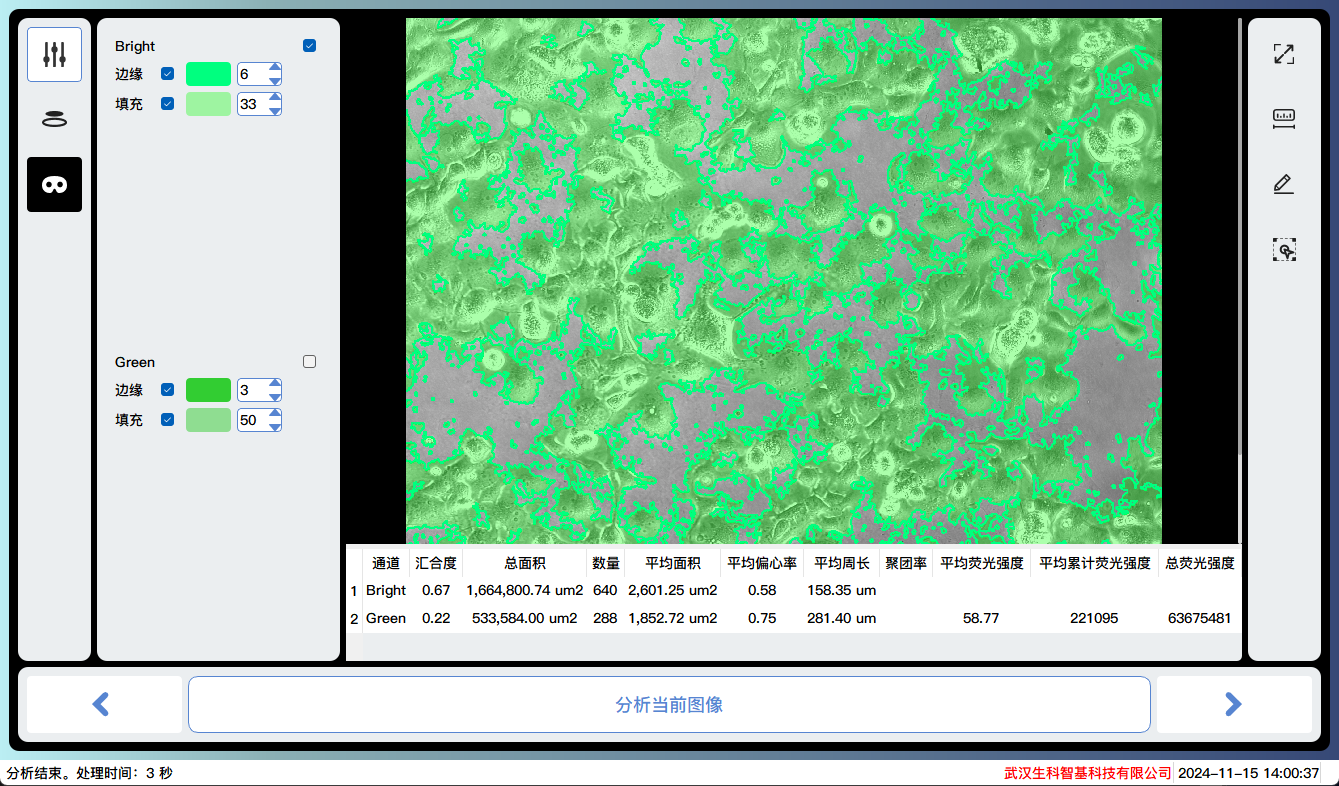 Bright
边缘 6
填充 33
Green
边缘 3
填充 50
通道 汇合度 总面积 数量 平均面积 平均偏心率 平均周长 聚团率 平均荧光强度 平均累计荧光强度 总荧光强度
1 Bright 0.67 1,664,800.74 um2 640 2,601.25 um2 0.58 158.35 um
2 Green 0.22 533,584.00 um2 288 1,852.72 um2 0.75 281.40 um 58.77 221095 63675481
分析当前图像
分析结束。处理时间：3 秒 武汉生科智基科技有限公司 2024-11-15 14:00:37